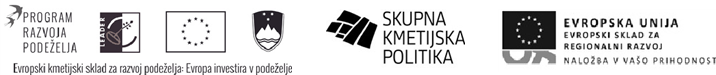 PROGRAM
RAZVOJA
PODEŽELJA
LEADER
Evropski kmetijski sklad za razvoj podeželja: Evropa investira v podeželje
SKUPNA
KMETIJSKA
POLITIKA
EVROPSKA UNIJA
EVROPSKI SKLAD ZA
REGIONALNI RAZVOJ
NALOŽBA V VAŠO PRIHODNOST